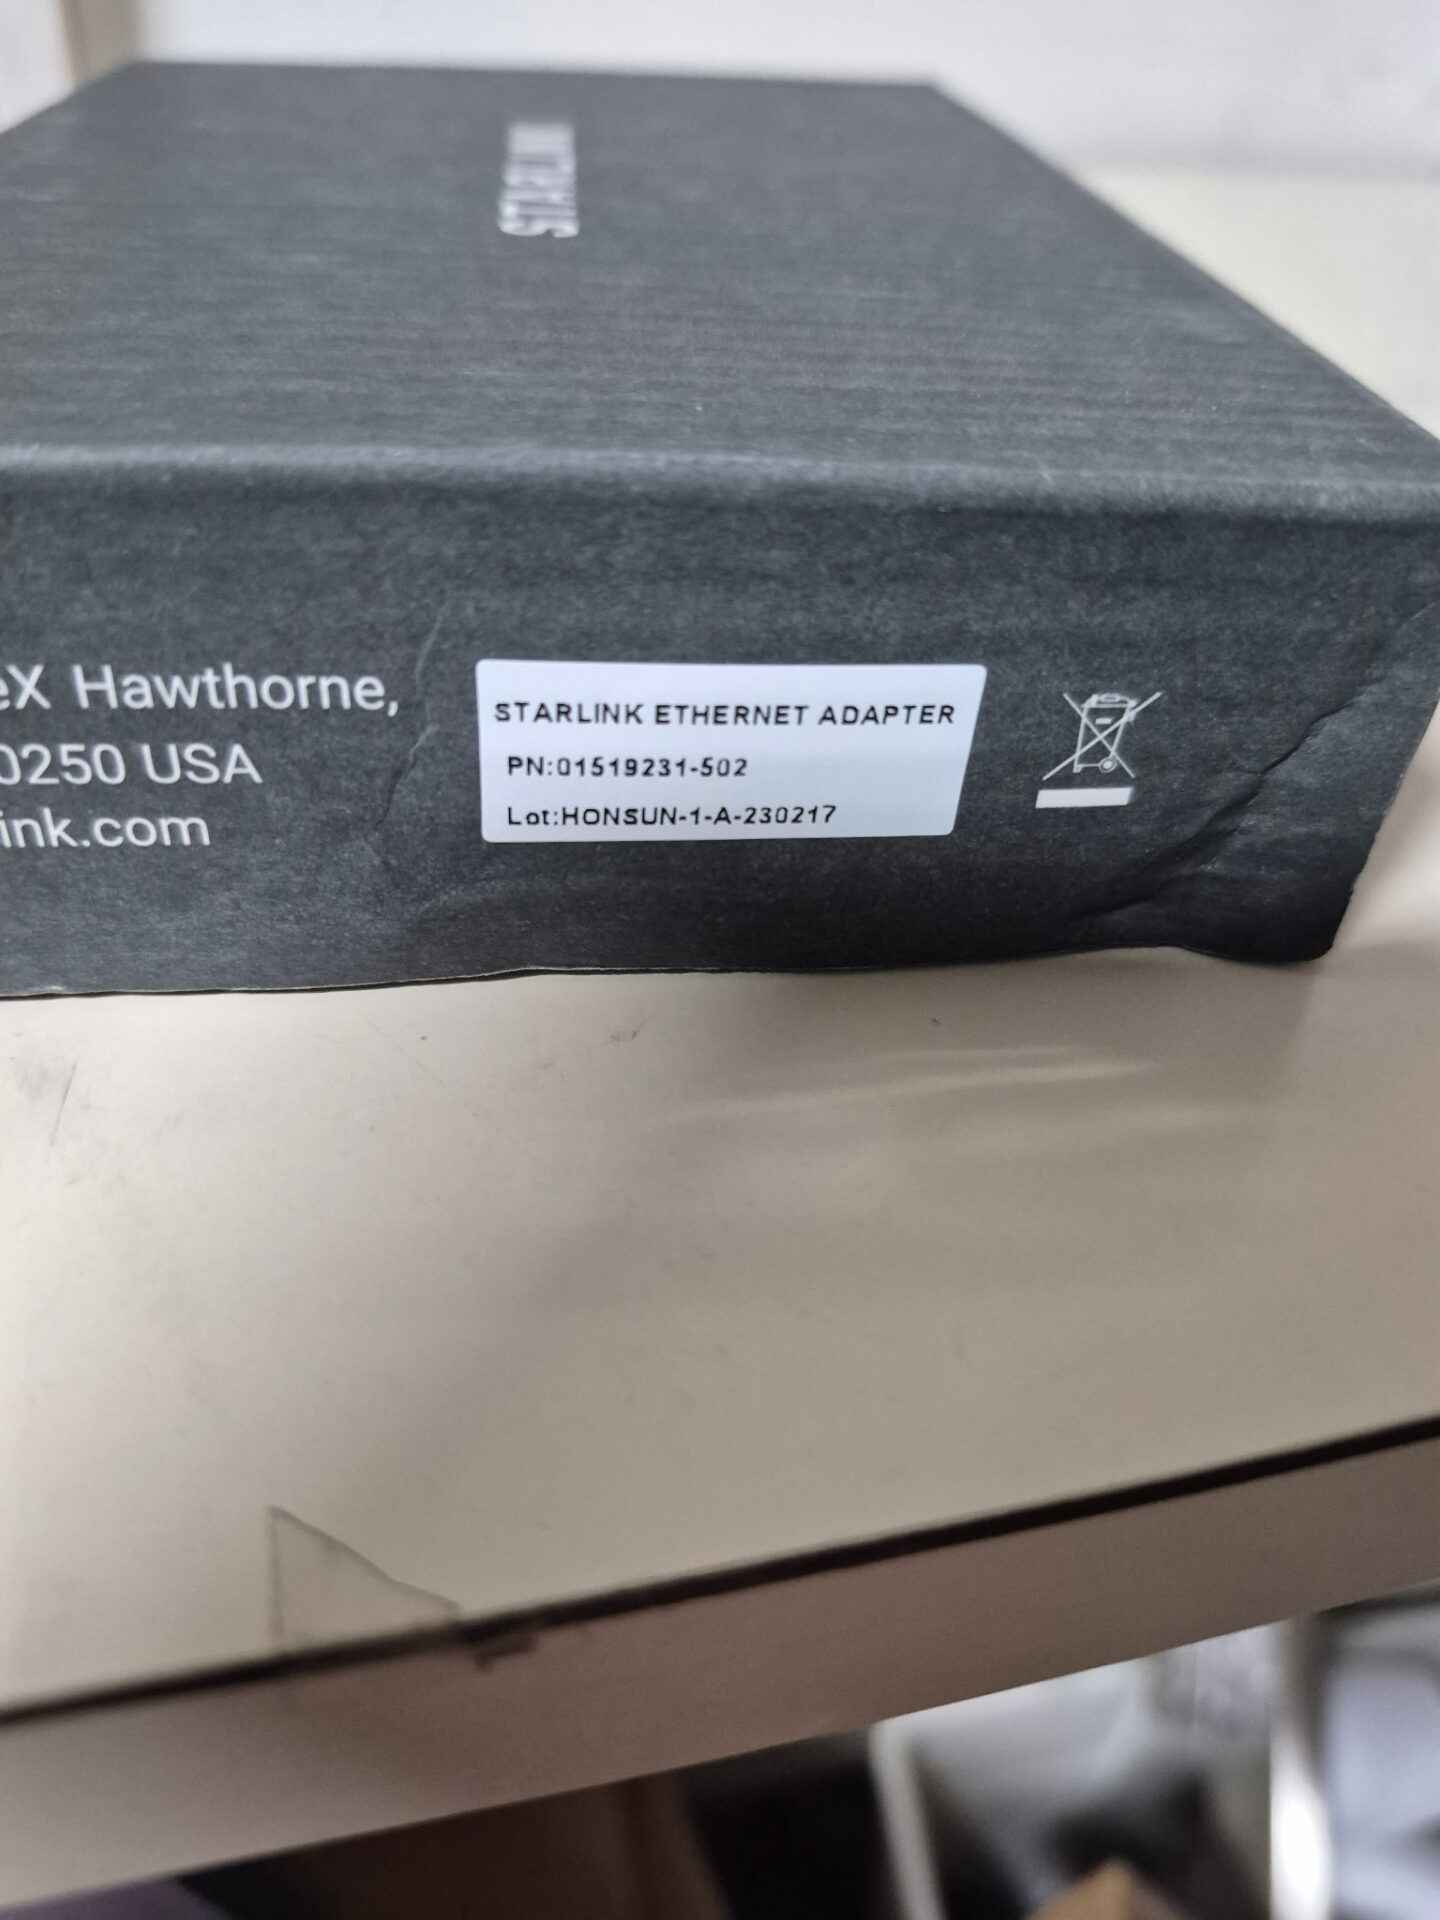 STARLINK
eX Hawthorne,
0250 USA
ink.com
STARLINK ETHERNET ADAPTER
PN:01519231-502
Lot:HONSUN-1-A-230217